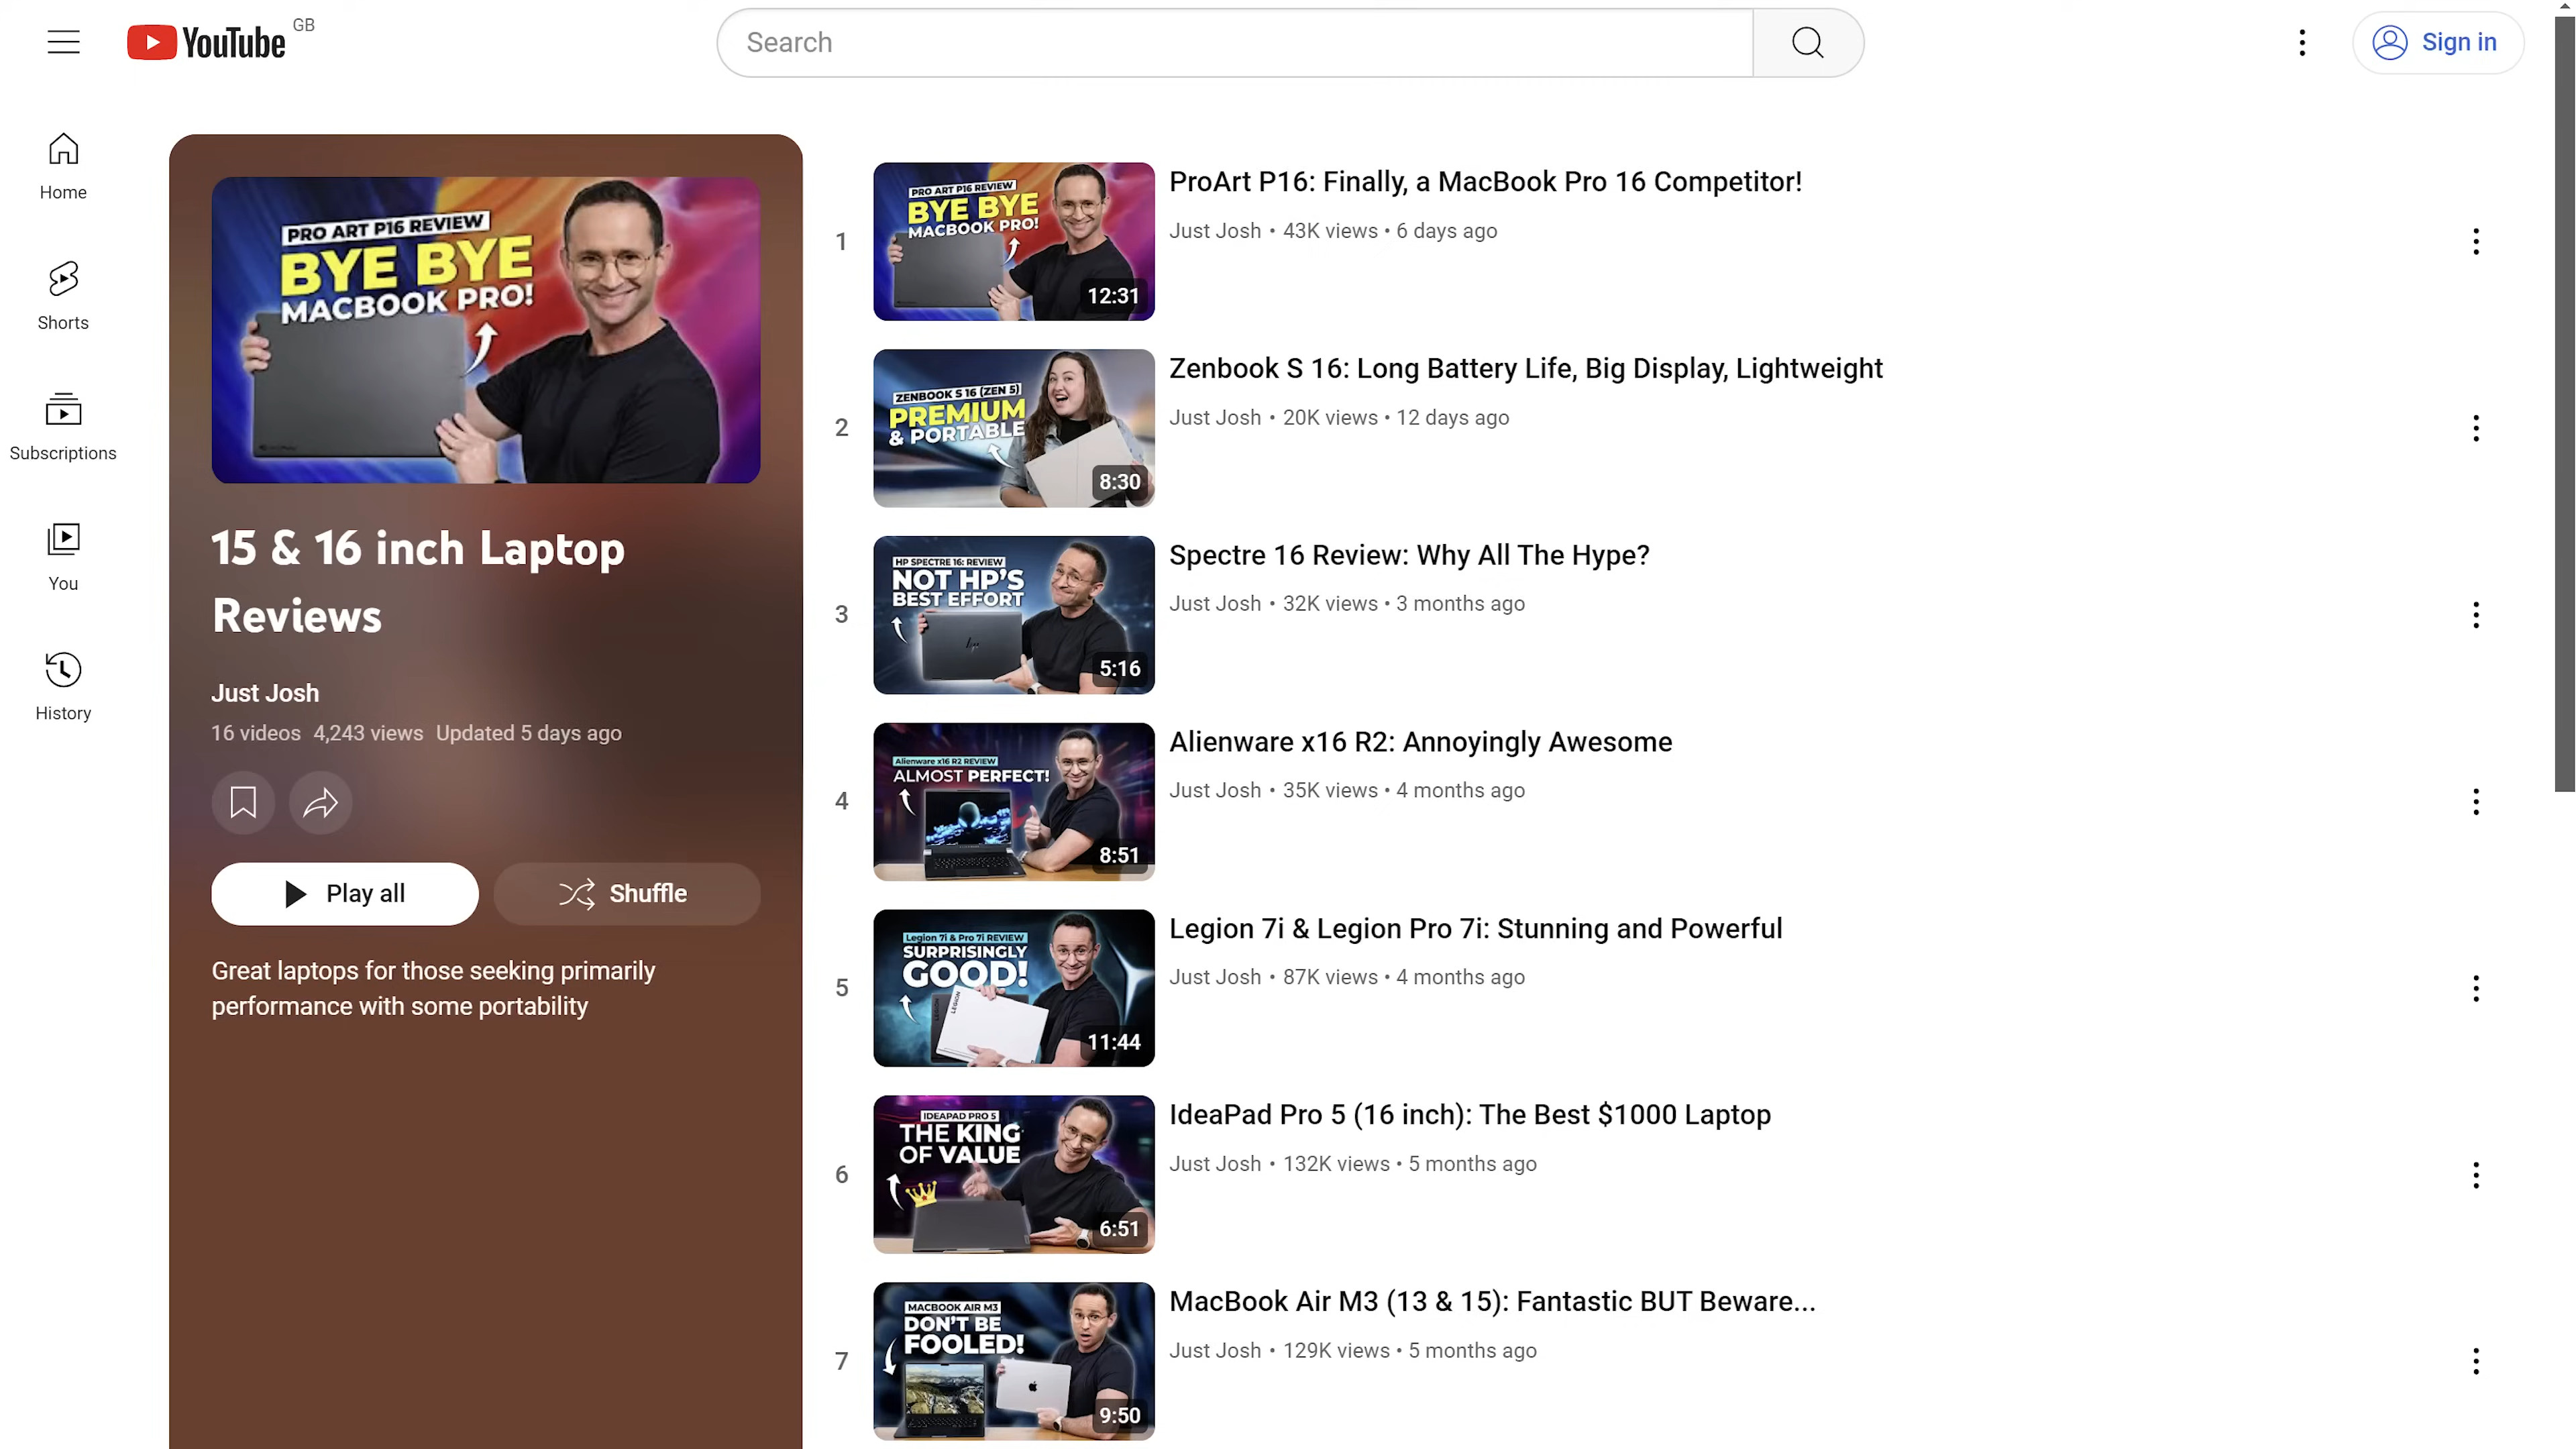 YouTube GB
Search
Sign in
Home
Shorts
Subscriptions
You
History
PRO ART P16 REVIEW
BYE BYE
MACBOOK PRO!
15 & 16 inch Laptop
Reviews
Just Josh
16 videos 4,243 views Updated 5 days ago
Play all
Shuffle
Great laptops for those seeking primarily
performance with some portability
1
PRO ART P16 REVIEW
BYE BYE
MACBOOK PRO!
12:31
ProArt P16: Finally, a MacBook Pro 16 Competitor!
Just Josh • 43K views • 6 days ago
2
ZENBOOK S 16 (ZEN 5)
PREMIUM
& PORTABLE
8:30
Zenbook S 16: Long Battery Life, Big Display, Lightweight
Just Josh • 20K views • 12 days ago
3
HP SPECTRE 16: REVIEW
NOT HP'S
BEST EFFORT
5:16
Spectre 16 Review: Why All The Hype?
Just Josh • 32K views • 3 months ago
4
Alienware x16 R2 REVIEW
ALMOST PERFECT!
8:51
Alienware x16 R2: Annoyingly Awesome
Just Josh • 35K views • 4 months ago
5
Legion 7i & Pro 7i REVIEW
SURPRISINGLY
GOOD!
LEGION
11:44
Legion 7i & Legion Pro 7i: Stunning and Powerful
Just Josh • 87K views • 4 months ago
6
IDEAPAD PRO 5
THE KING
OF VALUE
6:51
IdeaPad Pro 5 (16 inch): The Best $1000 Laptop
Just Josh • 132K views • 5 months ago
7
MACBOOK AIR M3
DON'T BE
FOOLED!
9:50
MacBook Air M3 (13 & 15): Fantastic BUT Beware...
Just Josh • 129K views • 5 months ago